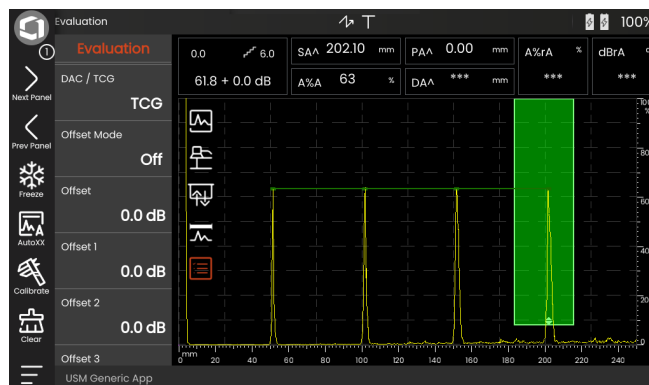 Evaluation
100%
1
Evaluation
0.0
6.0
SA^ 202.10 mm
PA^ 0.00 mm
A%rA %
dBrA
61.8 + 0.0 dB
A%A 63 %
DA^ *** mm
***
***
Next Panel
DAC / TCG
TCG
Prev Panel
Offset Mode
Off
Freeze
Offset
0.0 dB
AutoXX
A
Offset 1
0.0 dB
Calibrate
Offset 2
0.0 dB
Clear
Offset 3
100
%
80
60
40
20
0
mm
20 40 60 80 100 120 140 160 180 200 220 240
USM Generic App